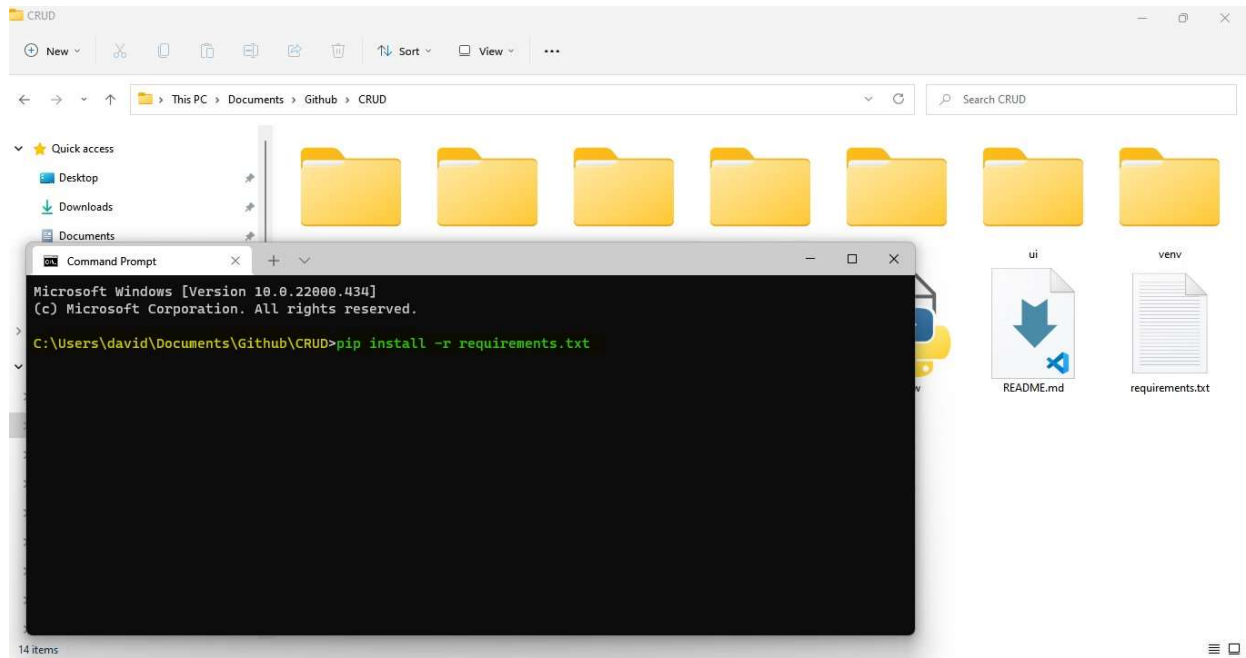 CRUD
New
Sort
View
This PC > Documents > Github > CRUD
Search CRUD
Quick access
Desktop
Downloads
Documents
ui
venv
Command Prompt
Microsoft Windows [Version 10.0.22000.434]
(c) Microsoft Corporation. All rights reserved.
C:\Users\david\Documents\Github\CRUD>pip install -r requirements.txt
README.md
requirements.txt
14 items